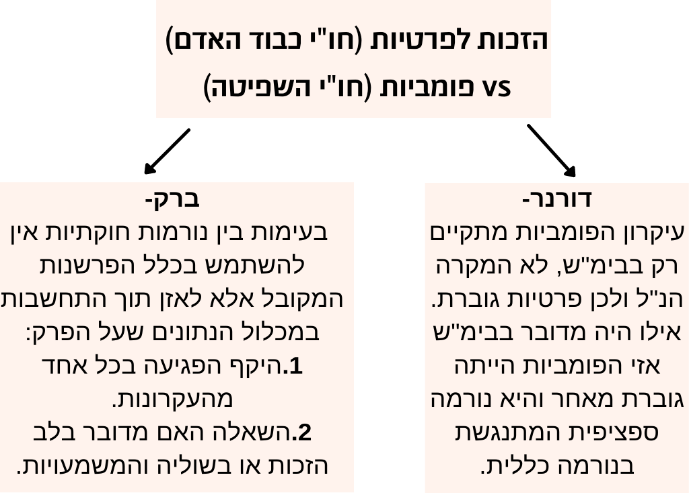 הזכות לפרטיות (חו"י כבוד האדם)
vs פומביות (חו"י השפיטה)
דורנר-
עיקרון הפומביות מתקיים
רק בבימ"ש, לא המקרה
הנ"ל ולכן פרטיות גוברת.
אילו היה מדובר בבימ"ש
אזי הפומביות הייתה
גוברת מאחר והיא נורמה
ספציפית המתנגשת
בנורמה כללית.
ברק-
בעימות בין נורמות חוקתיות אין
להשתמש בכלל הפרשנות
המקובל אלא לאזן תוך התחשבות
במכלול הנתונים שעל הפרק:
1.היקף הפגיעה בכל אחד
מהעקרונות.
2.השאלה האם מדובר בלב
הזכות או בשוליה והמשמעויות.